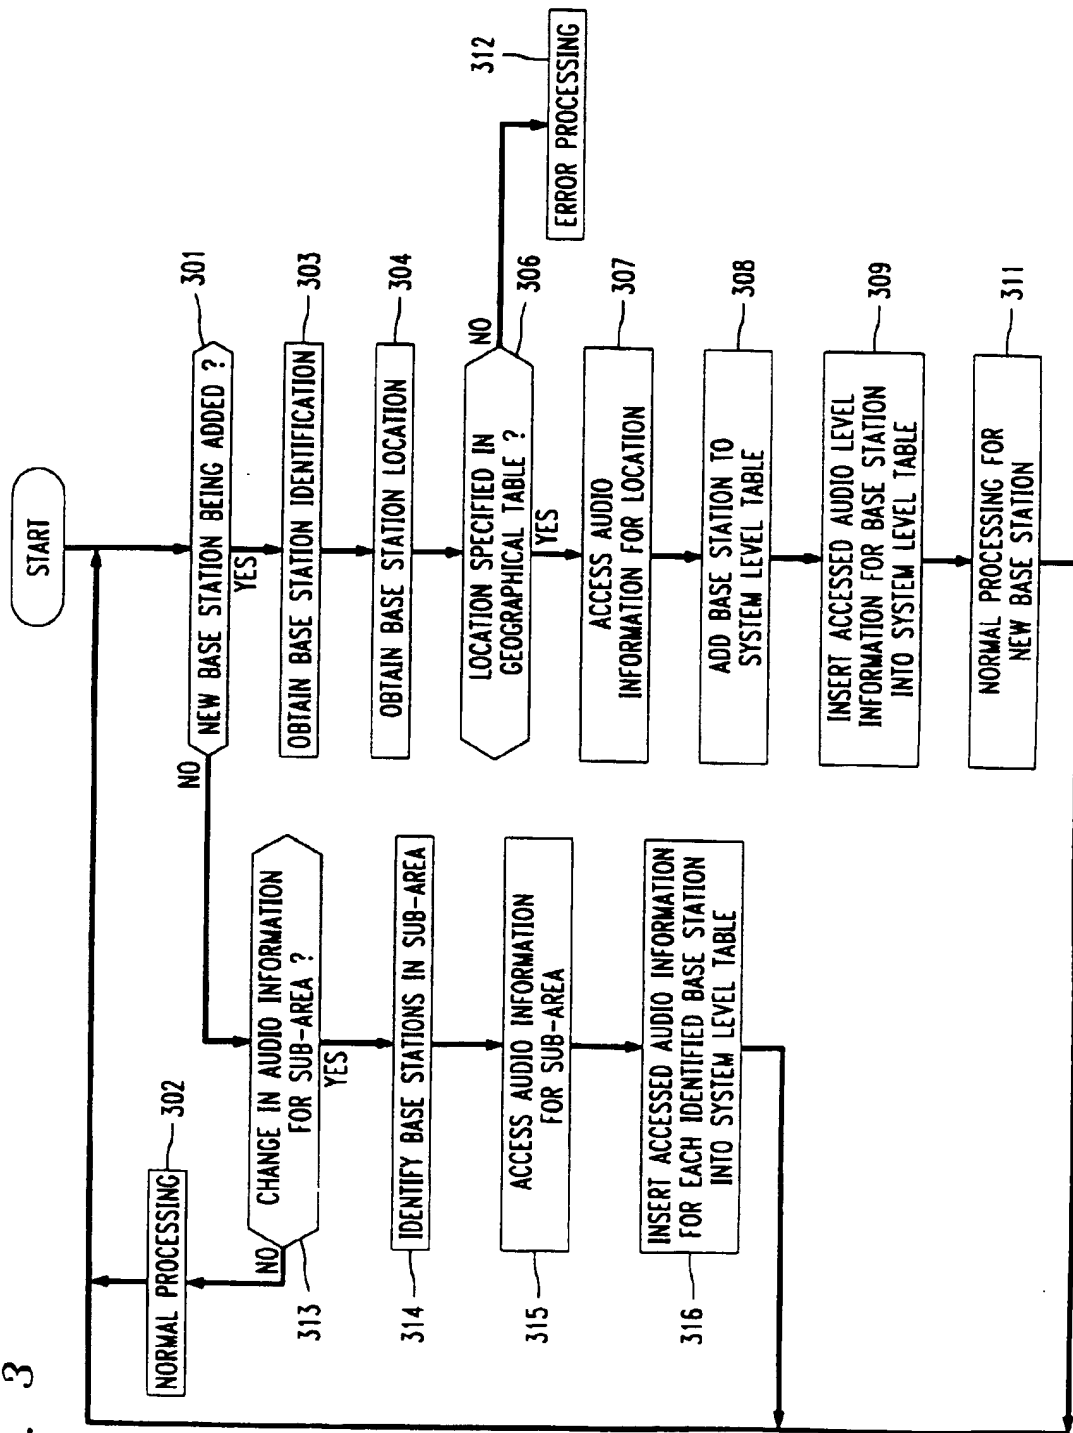 . 3
START
NEW BASE STATION BEING ADDED ?
301
NO
YES
OBTAIN BASE STATION IDENTIFICATION
303
OBTAIN BASE STATION LOCATION
304
LOCATION SPECIFIED IN
GEOGRAPHICAL TABLE ?
306
NO
YES
ERROR PROCESSING
312
ACCESS AUDIO
INFORMATION FOR LOCATION
307
ADD BASE STATION TO
SYSTEM LEVEL TABLE
308
INSERT ACCESSED AUDIO LEVEL
INFORMATION FOR BASE STATION
INTO SYSTEM LEVEL TABLE
309
NORMAL PROCESSING FOR
NEW BASE STATION
311
NORMAL PROCESSING
302
CHANGE IN AUDIO INFORMATION
FOR SUB-AREA ?
313
NO
YES
IDENTIFY BASE STATIONS IN SUB-AREA
314
ACCESS AUDIO INFORMATION
FOR SUB-AREA
315
INSERT ACCESSED AUDIO INFORMATION
FOR EACH IDENTIFIED BASE STATION
INTO SYSTEM LEVEL TABLE
316